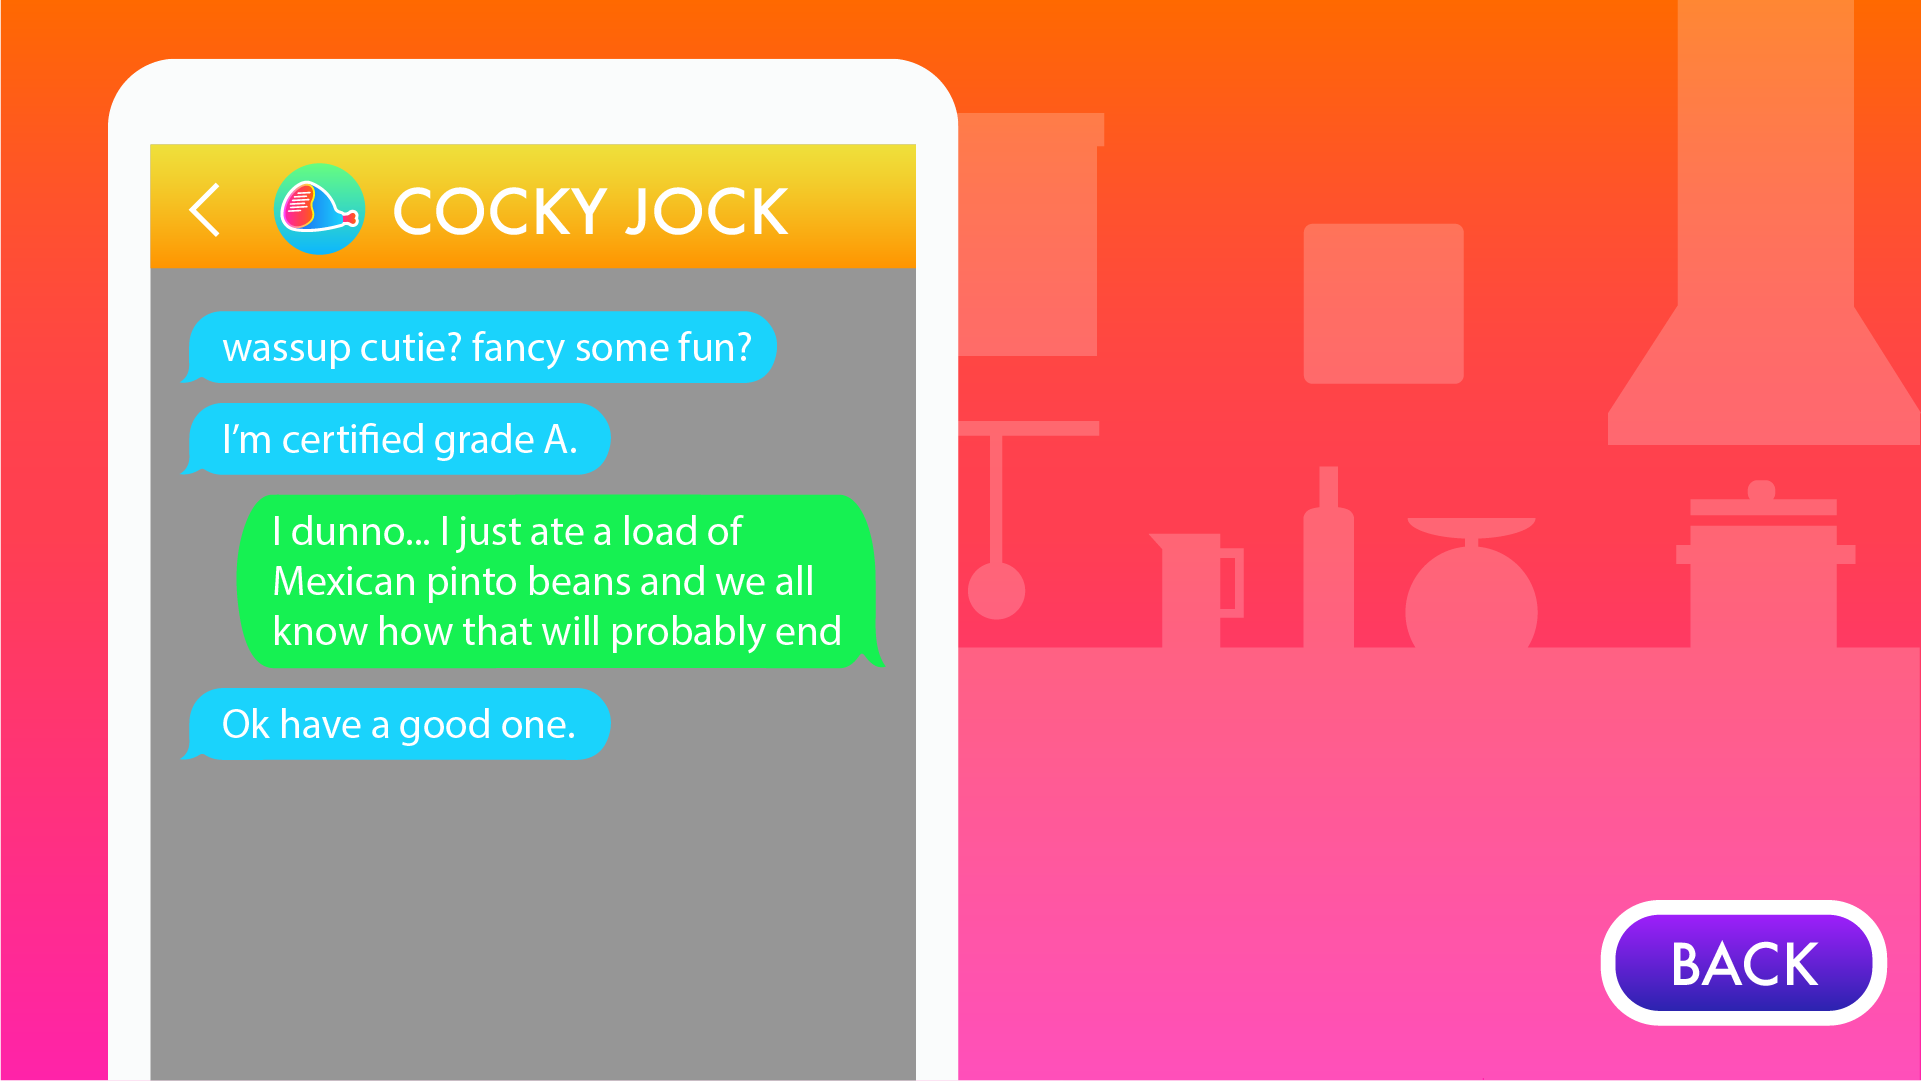 COCKY JOCK
wassup cutie? fancy some fun?
I'm certified grade A.
I dunno... I just ate a load of
Mexican pinto beans and we all
know how that will probably end
Ok have a good one.
BACK